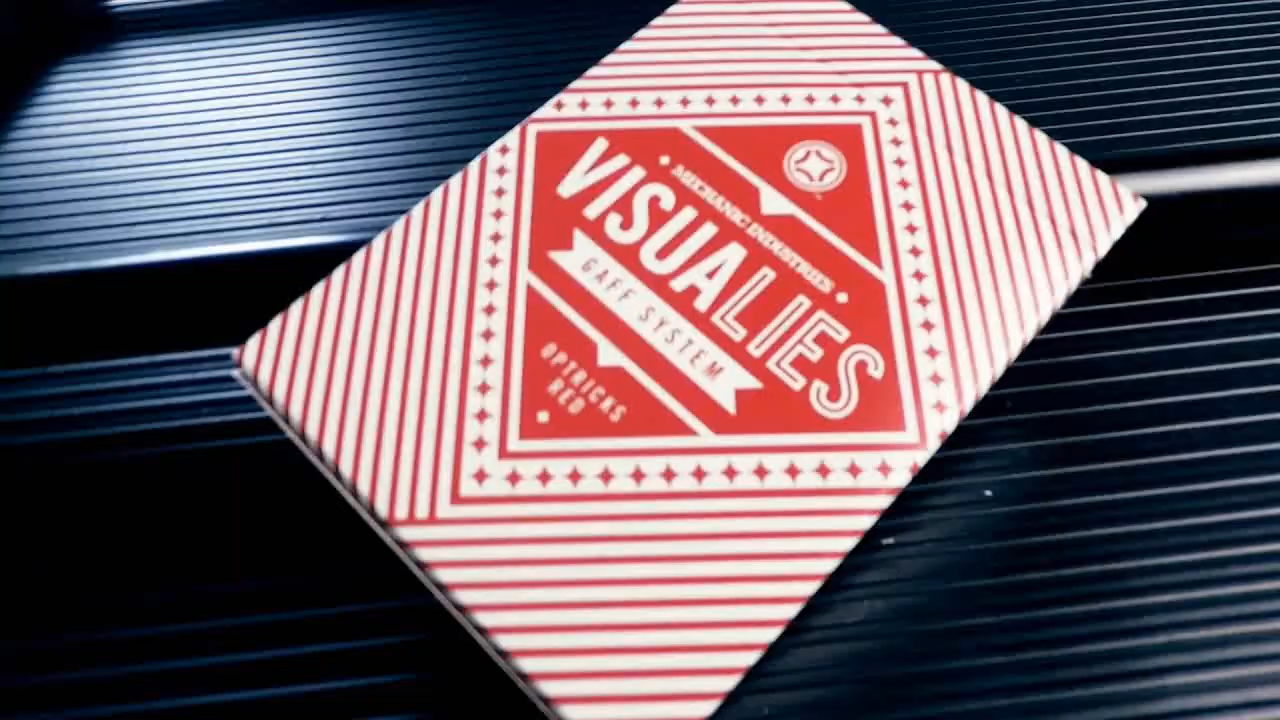 MECHANIC INDUSTRIES
VISUALIES
GAFF SYSTEM
OPTRICKS
RED